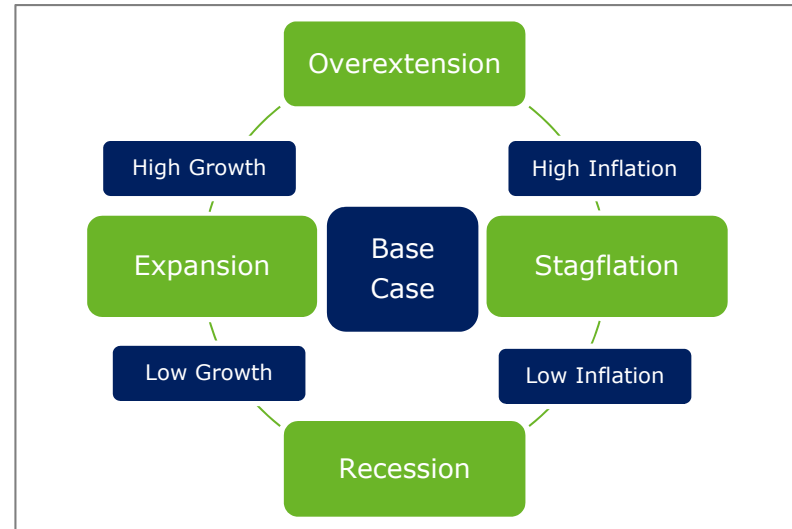 Overextension
High Growth
High Inflation
Expansion
Base
Case
Stagflation
Low Growth
Low Inflation
Recession